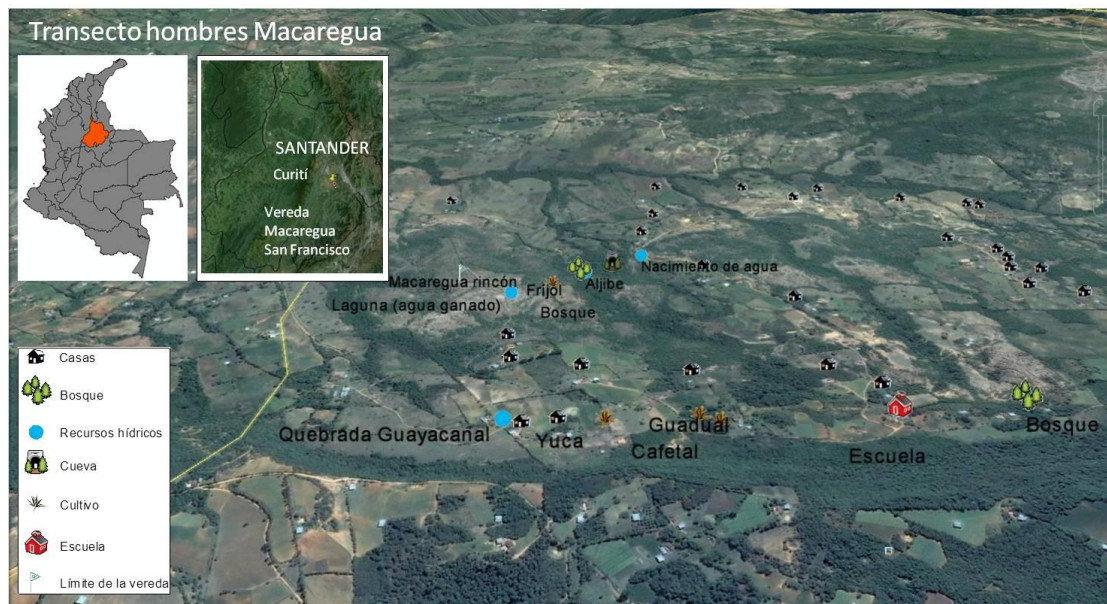 Transecto hombres Macaregua
SANTANDER
Curití
Vereda
Macaregua
San Francisco
Nacimiento de agua
Macaregua rincón
Frijol
Aljibe
Laguna (agua ganado)
Bosque
Quebrada Guayacanal
Yuca
Guadual
Cafetal
Escuela
Bosque
Casas
Bosque
Recursos hídricos
Cueva
Cultivo
Escuela
Límite de la vereda